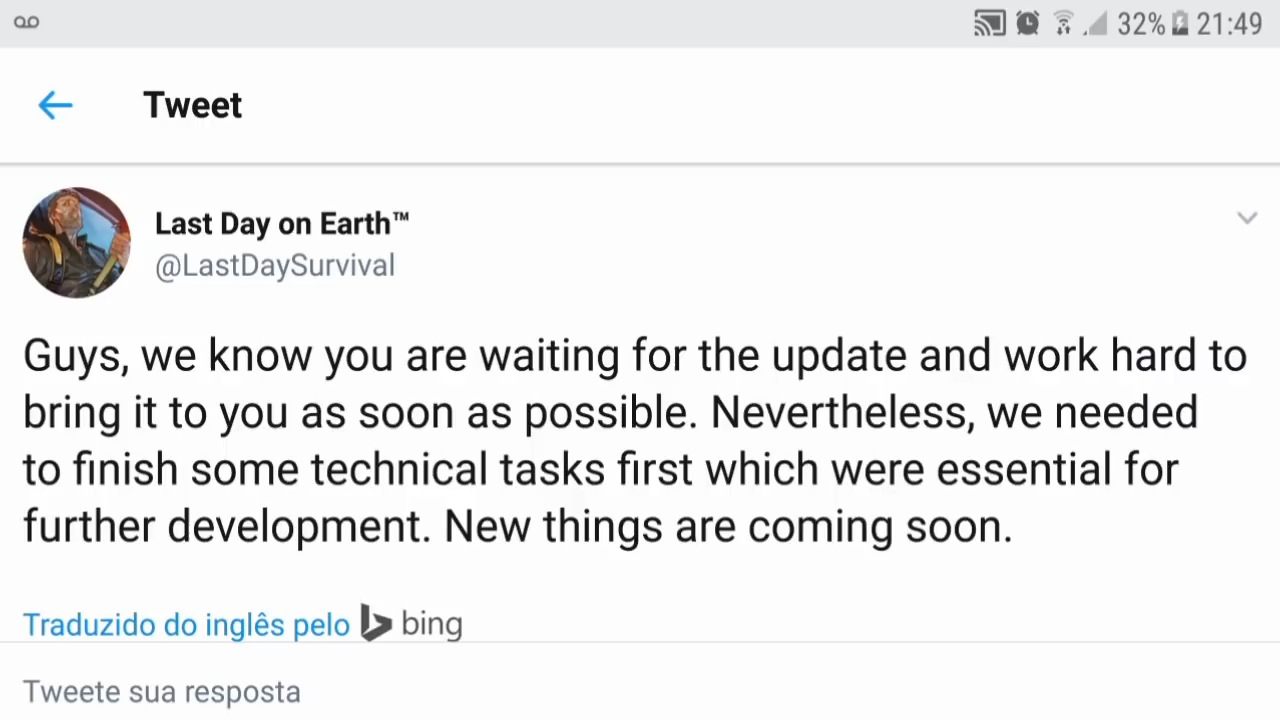 32% 21:49
Tweet
Last Day on Earth™
@LastDaySurvival
Guys, we know you are waiting for the update and work hard to
bring it to you as soon as possible. Nevertheless, we needed
to finish some technical tasks first which were essential for
further development. New things are coming soon.
Traduzido do inglês pelo bing
Tweete sua resposta